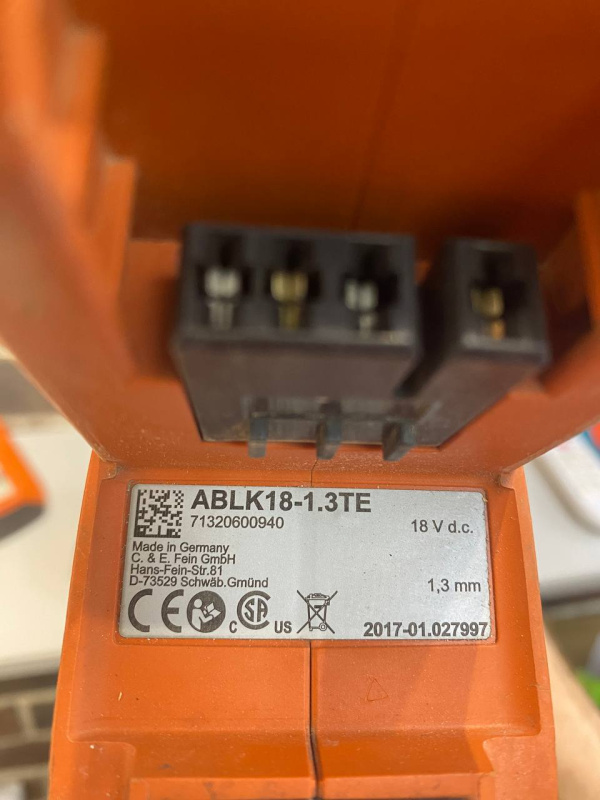 ABLK18-1.3TE
71320600940
18 V d.c.
Made in Germany
C. & E. Fein GmbH
Hans-Fein-Str.81
D-73529 Schwäb.Gmünd
1,3 mm
CE
C SA US
2017-01.027997